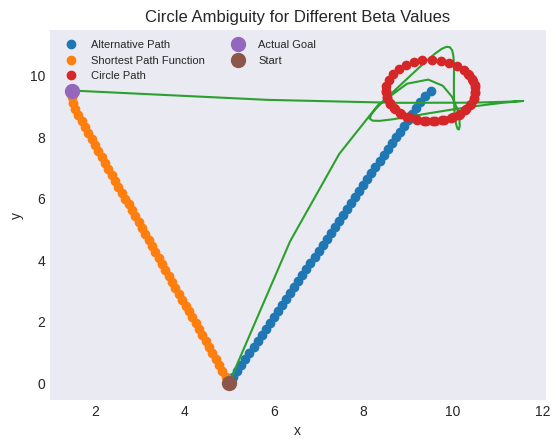 Circle Ambiguity for Different Beta Values
Alternative Path
Shortest Path Function
Circle Path
Actual Goal
Start
10
8
6
4
2
0
y
2 4 6 8 10 12
x